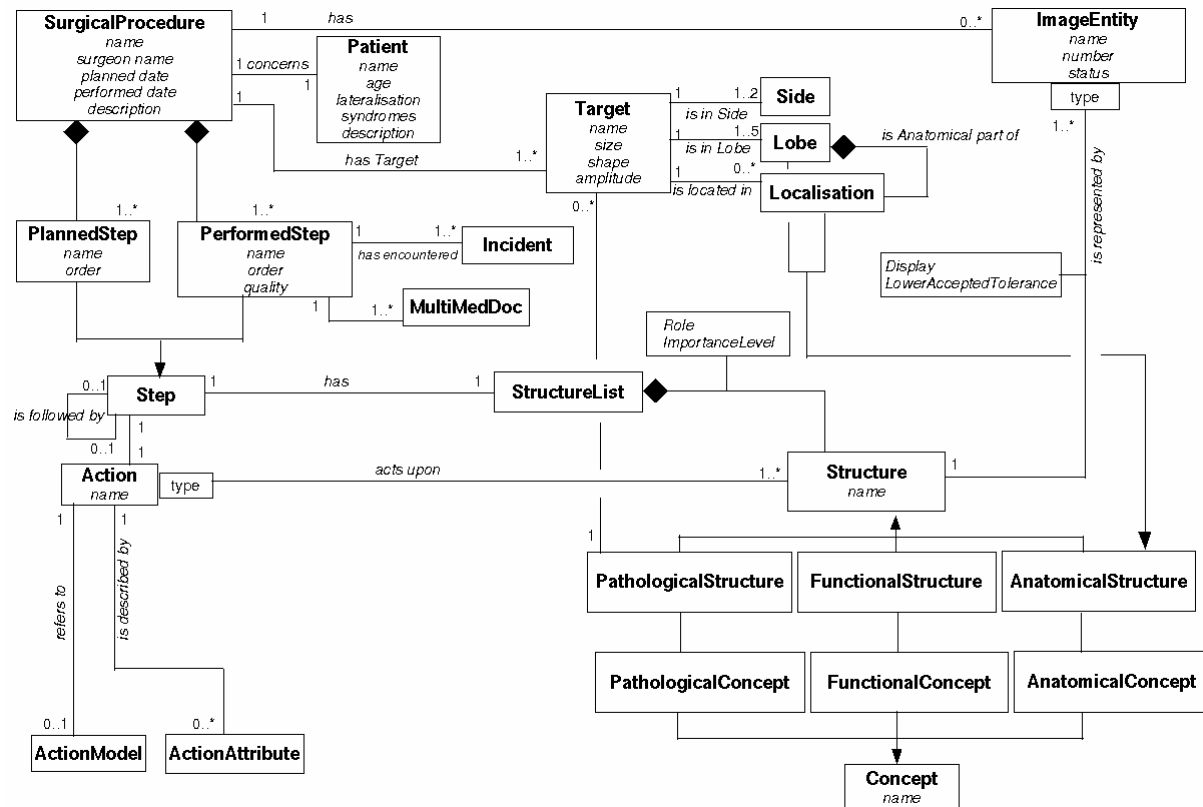 SurgicalProcedure
name
surgeon name
planned date
performed date
description
1
has
0..*
ImageEntity
name
number
status
type
1..*
1
concerns
1
Patient
name
age
lateralisation
syndromes
description
1
has Target
1..*
Target
name
size
shape
amplitude
1
1..2
is in Side
Side
1
1..5
is in Lobe
Lobe
is Anatomical part of
1
0..*
is located in
Localisation
0..*
is represented by
1..*
PlannedStep
name
order
1..*
PerformedStep
name
order
quality
1
1..*
has encountered
Incident
1
1..*
MultiMedDoc
Display
LowerAcceptedTolerance
Role
ImportanceLevel
0..1
Step
1
has
1
StructureList
is followed by
0..1
1
1
Action
name
type
acts upon
1..*
Structure
name
1
1
1
refers to
is described by
1
PathologicalStructure
FunctionalStructure
AnatomicalStructure
PathologicalConcept
FunctionalConcept
AnatomicalConcept
0..1
0..*
ActionModel
ActionAttribute
Concept
name